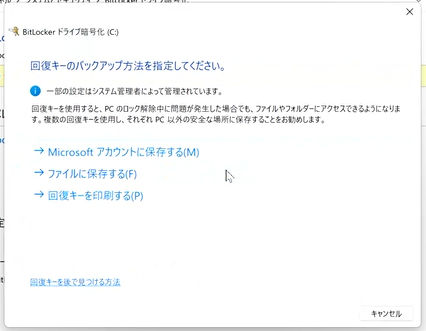 BitLocker ドライブ暗号化 (C:)
回復キーのバックアップ方法を指定してください。
一部の設定はシステム管理者によって管理されています。
回復キーを使用すると、PC のロック解除中に問題が発生した場合でも、ファイルやフォルダーにアクセスできるようになりま
す。複数の回復キーを使用し、それぞれ PC 以外の安全な場所に保存することをお勧めします。
→ Microsoft アカウントに保存する(M)
→ ファイルに保存する(F)
→ 回復キーを印刷する(P)
回復キーを後で見つける方法
キャンセル